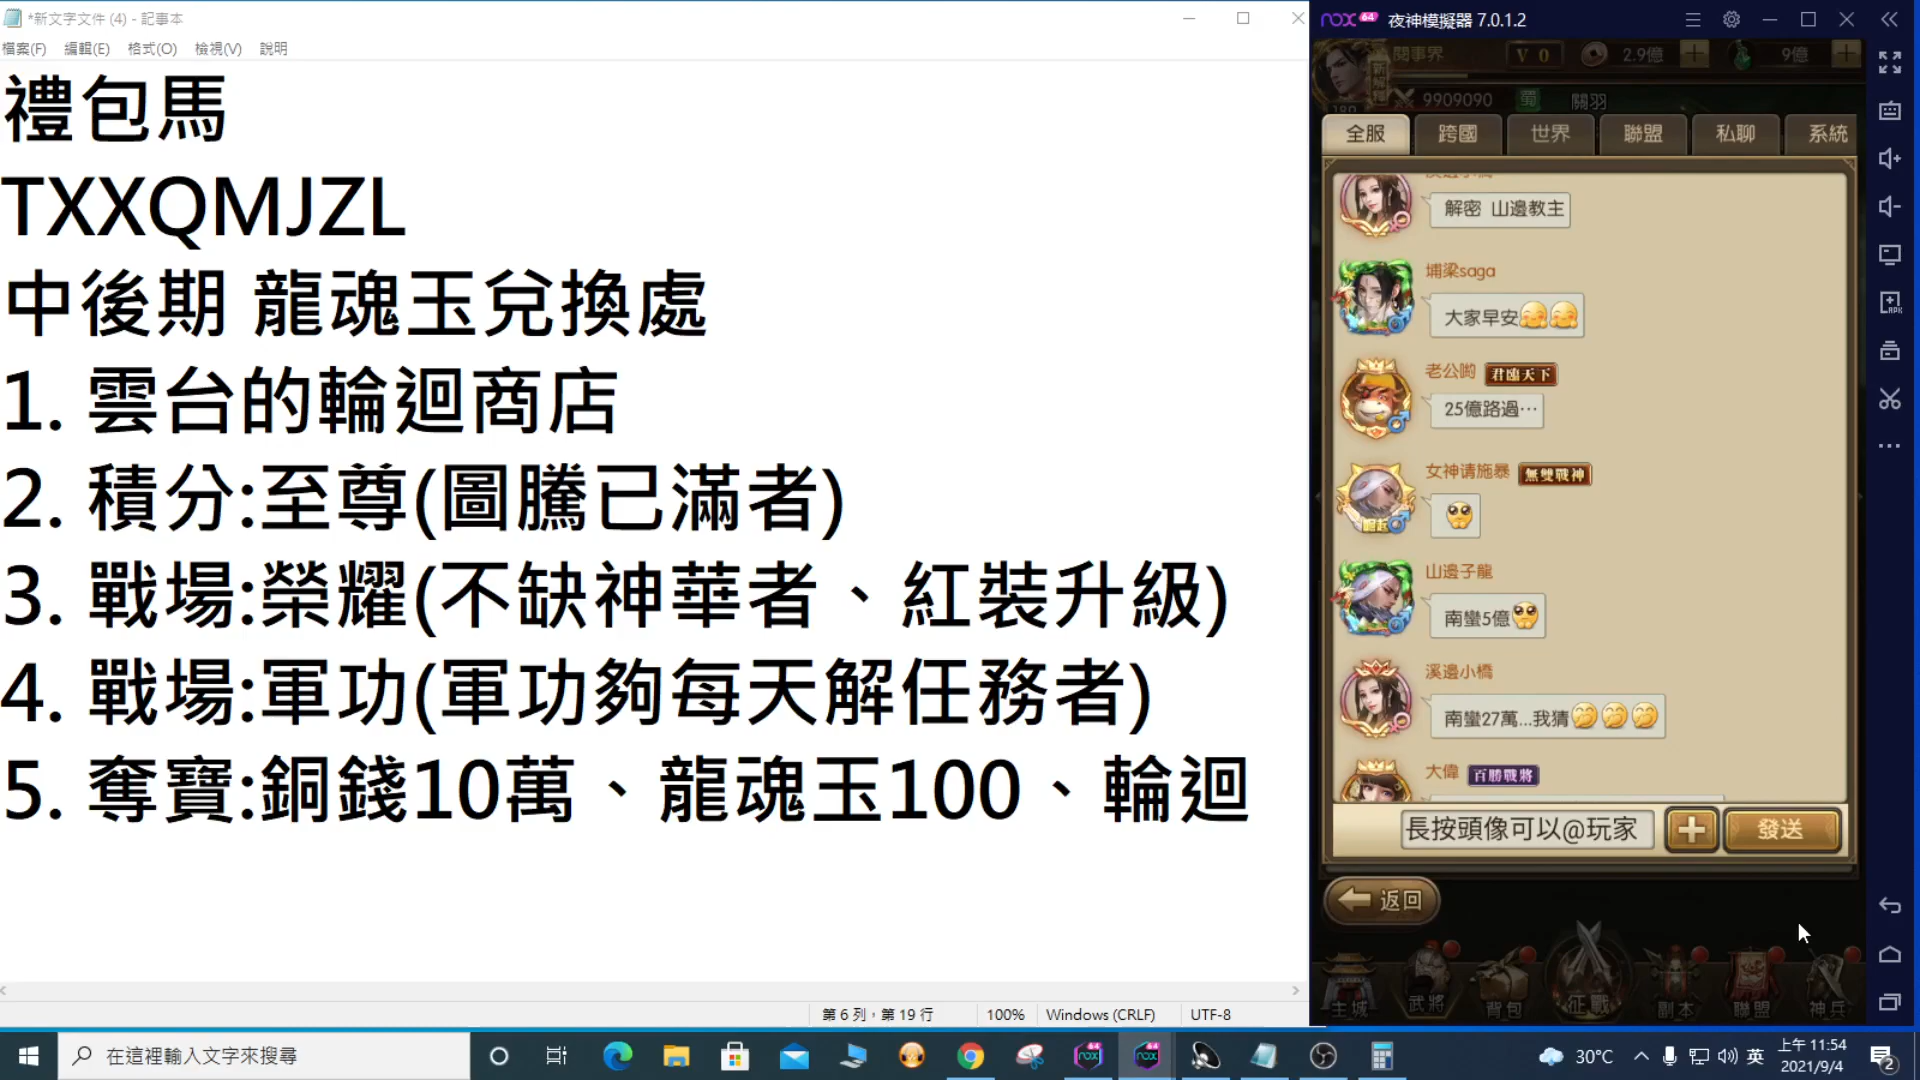 *新文字文件 (4) - 記事本
檔案(F) 編輯(E) 格式(O) 檢視(V) 說明
禮包馬
TXXQMJZL
中後期 龍魂玉兌換處
1. 雲台的輪迴商店
2. 積分:至尊(圖騰已滿者)
3. 戰場:榮耀(不缺神華者、紅裝升級)
4. 戰場:軍功(軍功夠每天解任務者)
5. 奪寶:銅錢10萬、龍魂玉100、輪迴
第 6 列，第 19 行
100%
Windows (CRLF)
UTF-8
nox 64 夜神模擬器 7.0.1.2
閱事界 V 0 2.9億 9億
180 9909090 蜀 關羽
全服 跨國 世界 聯盟 私聊 系統
解密 山邊教主
埔梁saga
大家早安
老公喲 君臨天下
25億路過…
女神请施暴 無雙戰神
崛起
山邊子龍
南蠻5億
溪邊小橋
南蠻27萬...我猜
大偉 百勝戰將
長按頭像可以@玩家
發送
返回
主城 武將 背包 征戰 副本 聯盟 神兵
在這裡輸入文字來搜尋
30°C
英
上午 11:54
2021/9/4
2